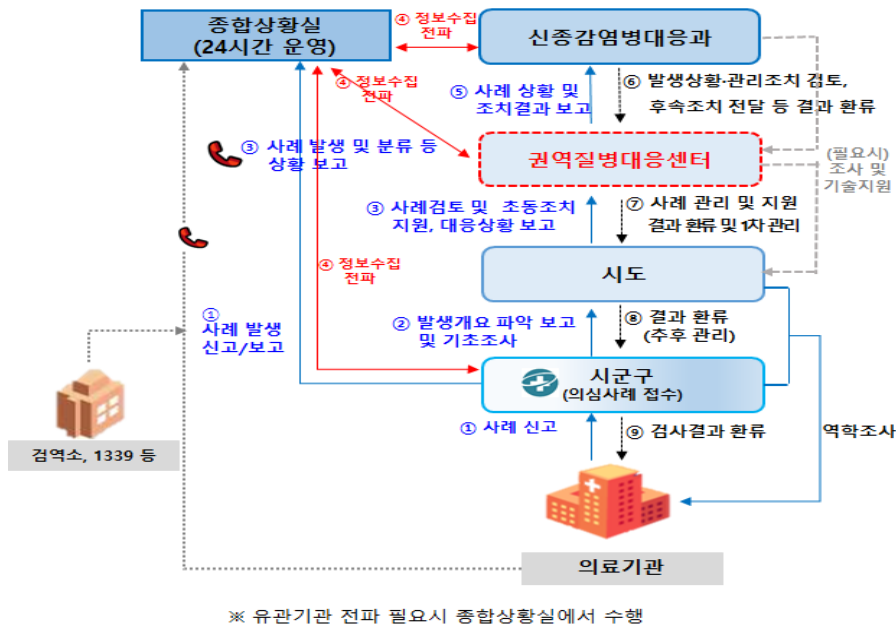 종합상황실
(24시간 운영)
④ 정보수집
전파
신종감염병대응과
④ 정보수집
전파
⑤ 사례 상황 및
조치결과 보고
⑥ 발생상황·관리조치 검토,
후속조치 전달 등 결과 환류
③ 사례 발생 및 분류 등
상황 보고
권역질병대응센터
(필요시)
조사 및
기술지원
③ 사례검토 및 초동조치
지원, 대응상황 보고
⑦ 사례 관리 및 지원
결과 환류 및 1차 관리
④ 정보수집
전파
시도
①
사례 발생
신고/보고
② 발생개요 파악 보고
및 기초조사
⑧ 결과 환류
(추후 관리)
시군구
(의심사례 접수)
① 사례 신고
⑨ 검사결과 환류
역학조사
검역소, 1339 등
의료기관
※ 유관기관 전파 필요시 종합상황실에서 수행